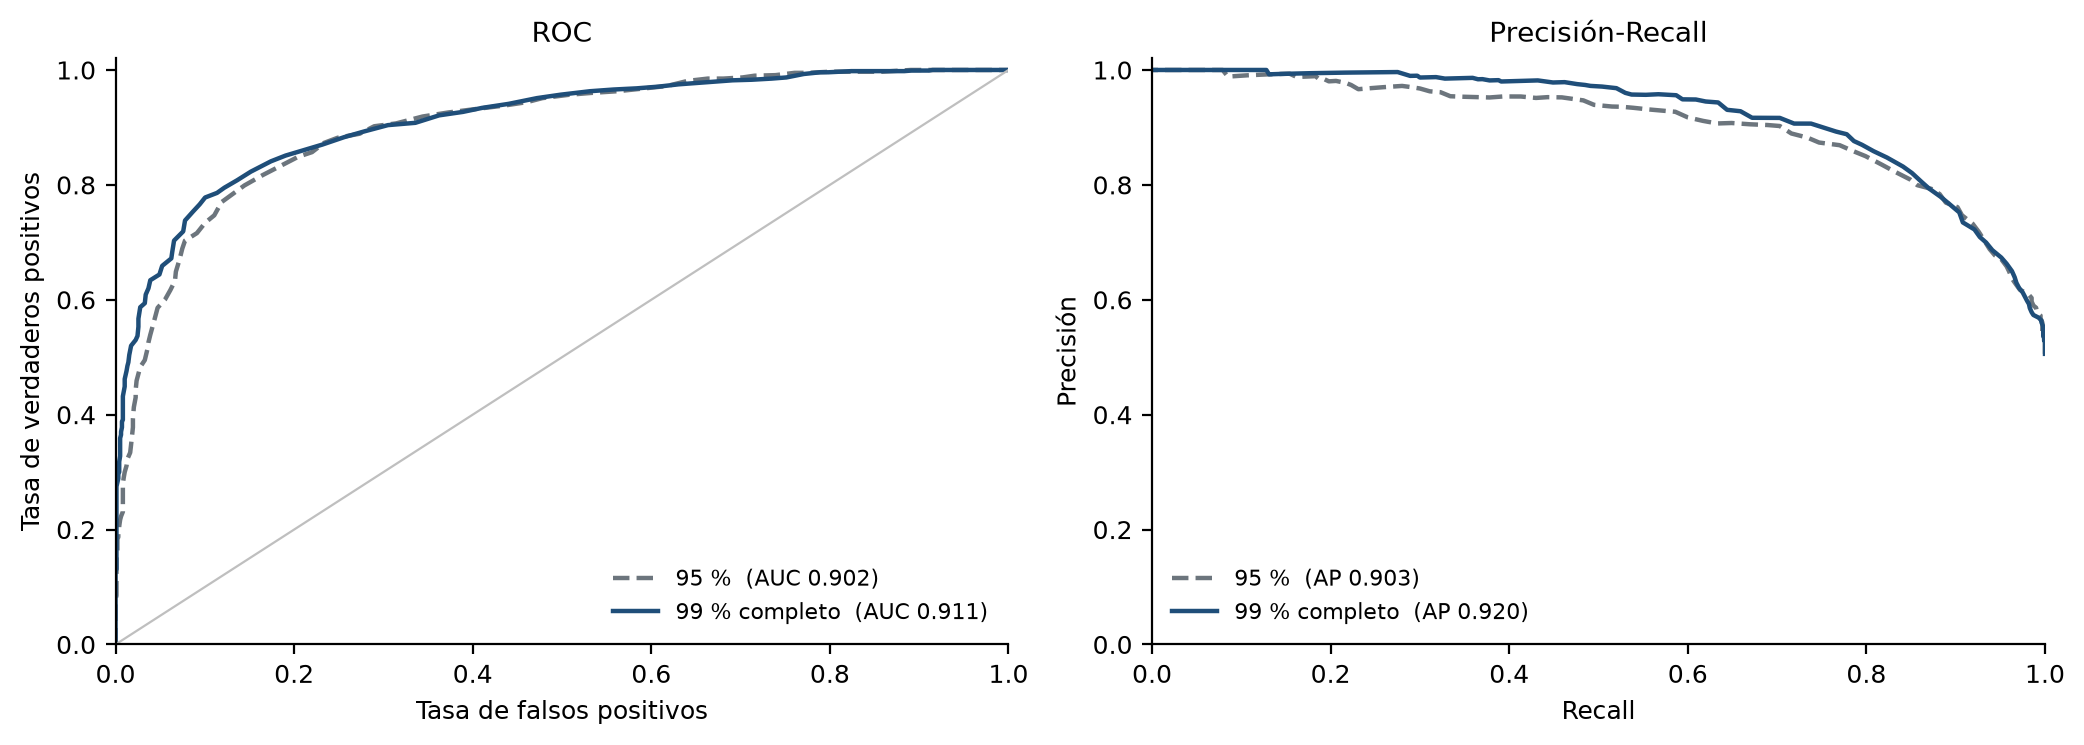 ROC
Tasa de verdaderos positivos
1.0
0.8
0.6
0.4
0.2
0.0
95 % (AUC 0.902)
99 % completo (AUC 0.911)
0.0 0.2 0.4 0.6 0.8 1.0
Tasa de falsos positivos
Precisión-Recall
Precisión
1.0
0.8
0.6
0.4
0.2
0.0
95 % (AP 0.903)
99 % completo (AP 0.920)
0.0 0.2 0.4 0.6 0.8 1.0
Recall